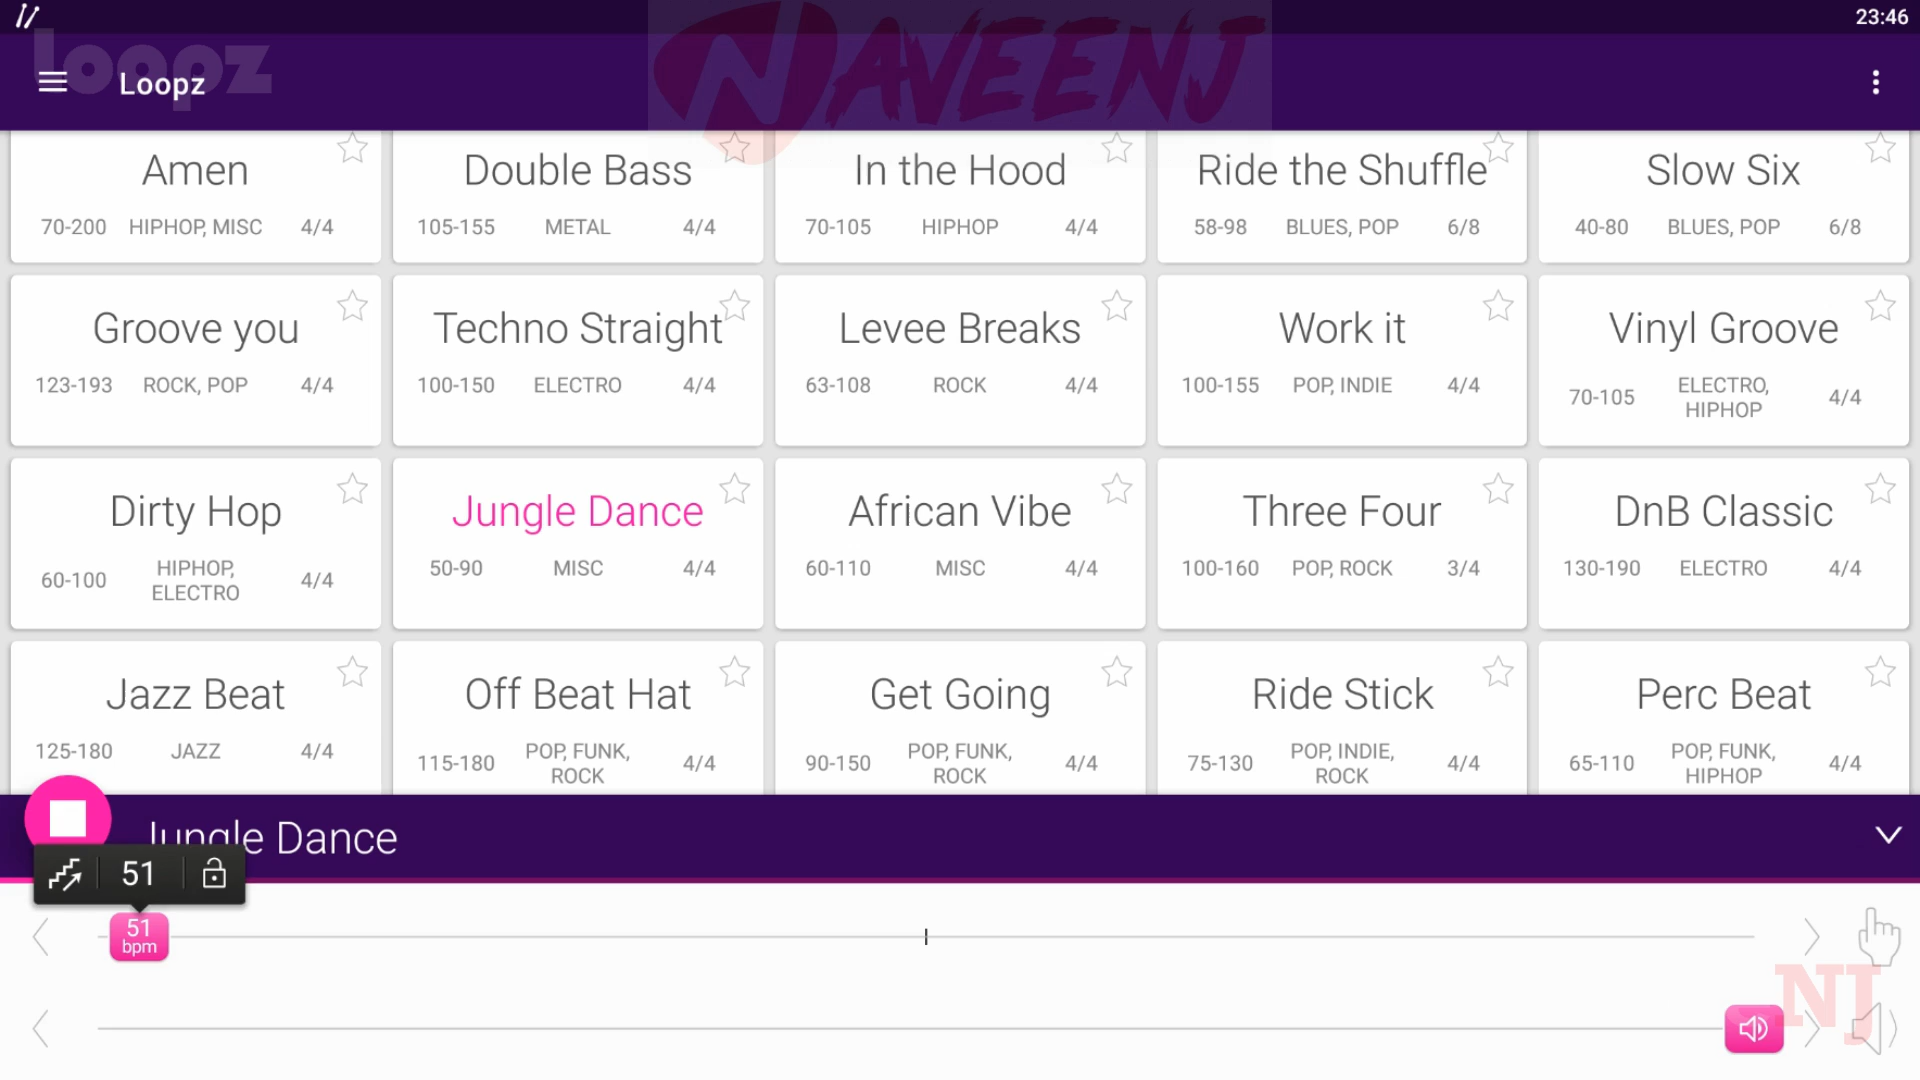 23:46
loopz
Loopz
NAVEENJ
Amen
70-200 HIPHOP, MISC 4/4
Double Bass
105-155 METAL 4/4
In the Hood
70-105 HIPHOP 4/4
Ride the Shuffle
58-98 BLUES, POP 6/8
Slow Six
40-80 BLUES, POP 6/8
Groove you
123-193 ROCK, POP 4/4
Techno Straight
100-150 ELECTRO 4/4
Levee Breaks
63-108 ROCK 4/4
Work it
100-155 POP, INDIE 4/4
Vinyl Groove
70-105 ELECTRO, 4/4
HIPHOP
Dirty Hop
60-100 HIPHOP, 4/4
ELECTRO
Jungle Dance
50-90 MISC 4/4
African Vibe
60-110 MISC 4/4
Three Four
100-160 POP, ROCK 3/4
DnB Classic
130-190 ELECTRO 4/4
Jazz Beat
125-180 JAZZ 4/4
Off Beat Hat
115-180 POP, FUNK, 4/4
ROCK
Get Going
90-150 POP, FUNK, 4/4
ROCK
Ride Stick
75-130 POP, INDIE, 4/4
ROCK
Perc Beat
65-110 POP, FUNK, 4/4
HIPHOP
Jungle Dance
51
51
bpm
NJ